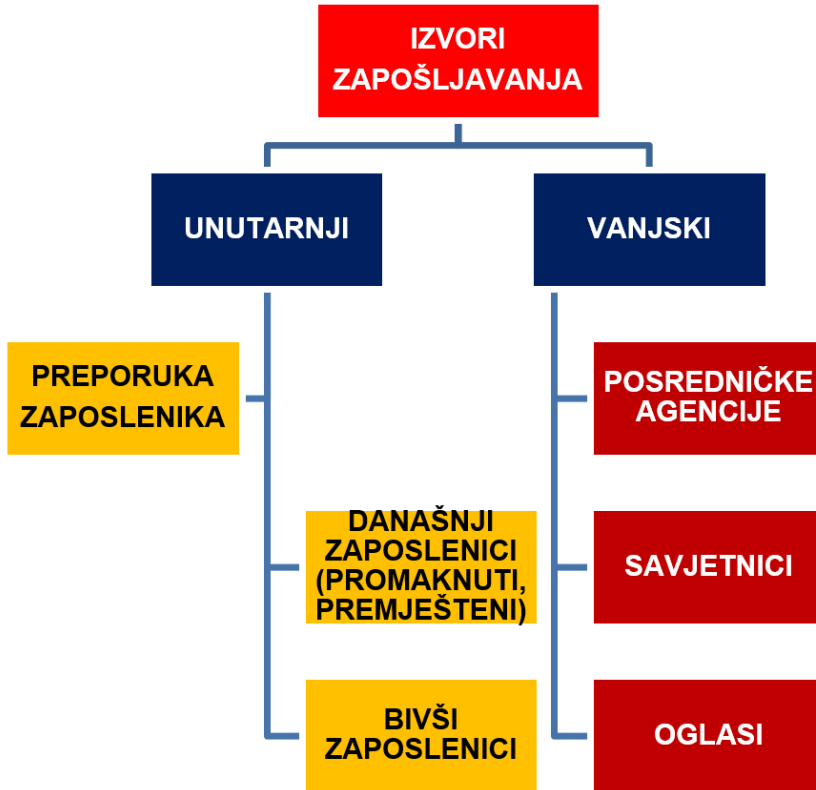 IZVORI
ZAPOŠLJAVANJA
UNUTARNJI
VANJSKI
PREPORUKA
ZAPOSLENIKA
POSREDNIČKE
AGENCIJE
DANAŠNJI
ZAPOSLENICI
(PROMAKNUTI,
PREMJEŠTENI)
SAVJETNICI
BIVŠI
ZAPOSLENICI
OGLASI